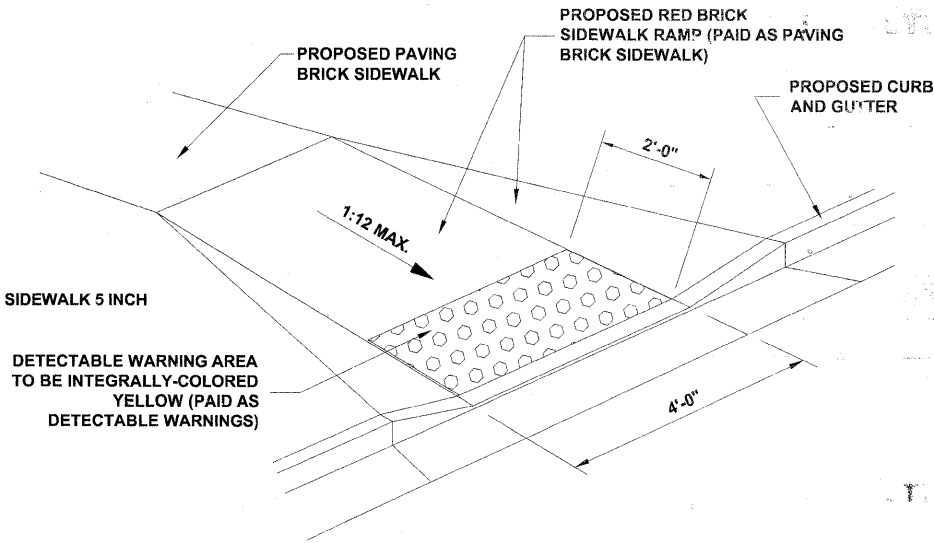 PROPOSED RED BRICK
SIDEWALK RAMP (PAID AS PAVING
BRICK SIDEWALK)
PROPOSED PAVING
BRICK SIDEWALK
PROPOSED CURB
AND GUTTER
2'-0"
1:12 MAX.
SIDEWALK 5 INCH
DETECTABLE WARNING AREA
TO BE INTEGRALLY-COLORED
YELLOW (PAID AS
DETECTABLE WARNINGS)
4'-0"